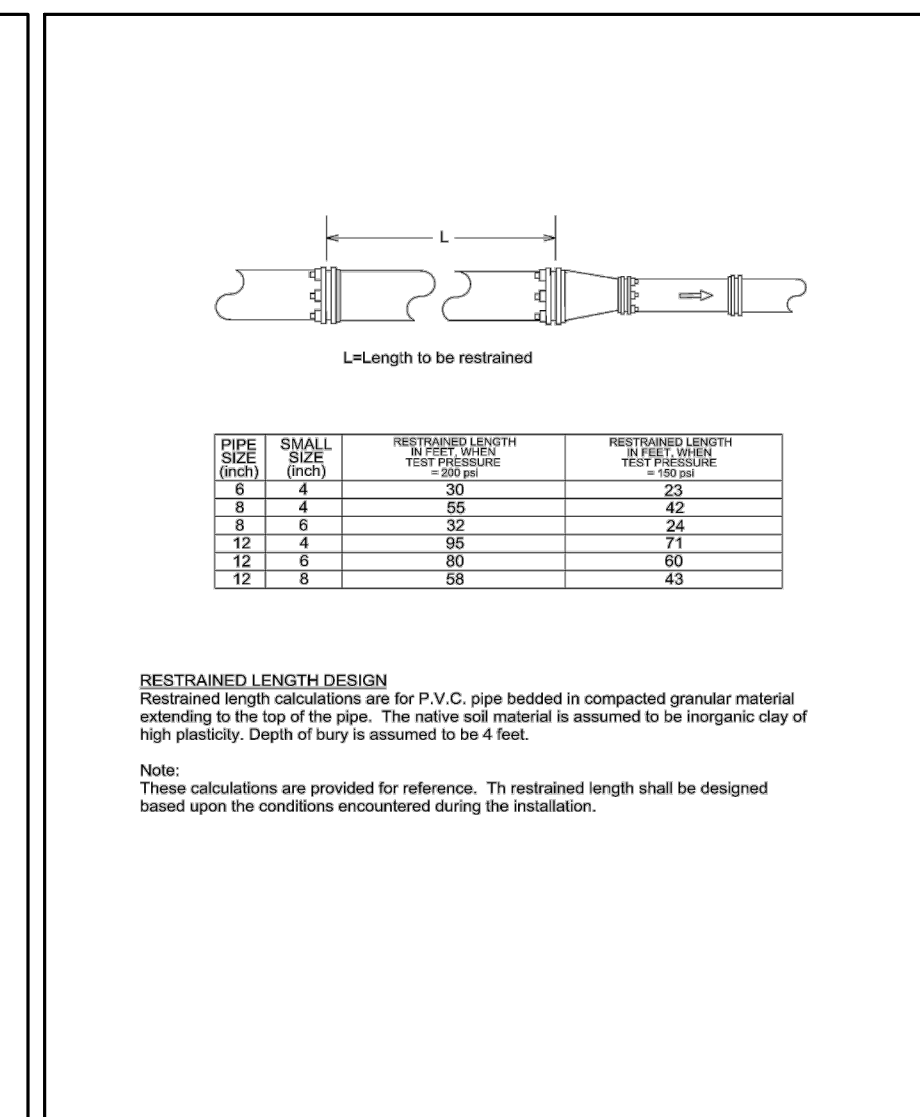 L
L=Length to be restrained
PIPE SIZE (inch) SMALL SIZE (inch) RESTRAINED LENGTH IN FEET, WHEN TEST PRESSURE = 200 psi RESTRAINED LENGTH IN FEET, WHEN TEST PRESSURE = 150 psi
6 4 30 23
8 4 55 42
8 6 32 24
12 4 95 71
12 6 80 60
12 8 58 43
RESTRAINED LENGTH DESIGN
Restrained length calculations are for P.V.C. pipe bedded in compacted granular material
extending to the top of the pipe. The native soil material is assumed to be inorganic clay of
high plasticity. Depth of bury is assumed to be 4 feet.
Note:
These calculations are provided for reference. Th restrained length shall be designed
based upon the conditions encountered during the installation.